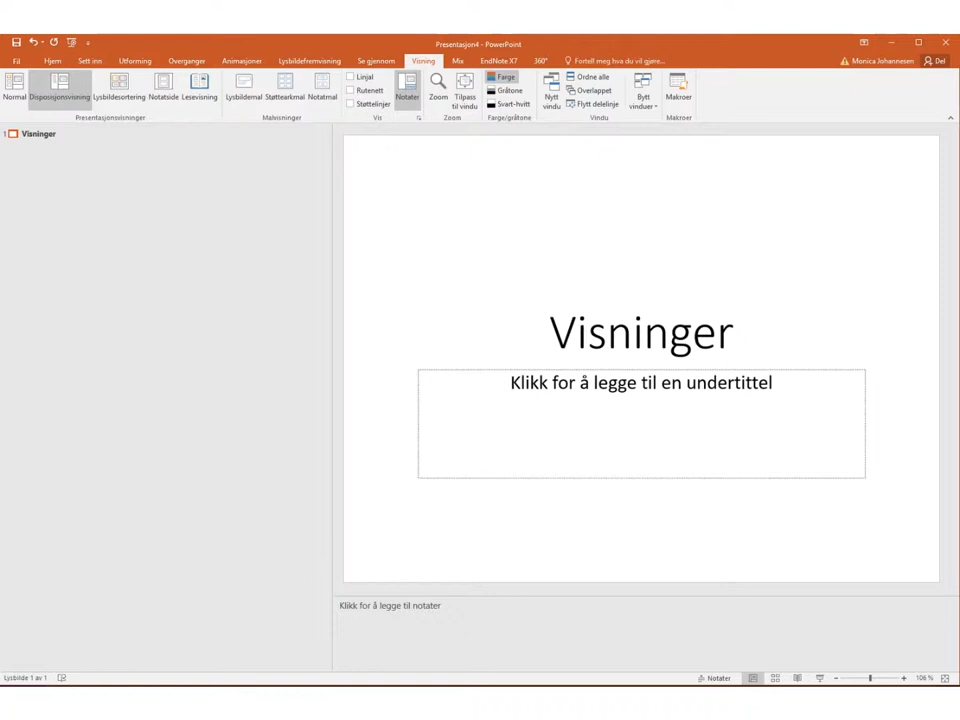 Presentasjon4 - PowerPoint
Fil Hjem Sett inn Utforming Overganger Animasjoner Lysbildefremvisning Se gjennom Visning Mix EndNote X7 360° Fortell meg hva du vil gjøre... Monica Johannesen Del
Normal Disposjonsvisning Lysbildesortering Notatside Lesevisning
Presentasjonsvisninger
Lysbildemal Støttearkmal Notatmal
Malvisninger
Linjal
Rutenett
Støttelinjer
Notater
Vis
Zoom Tilpass til vindu
Zoom
Farge
Gråtone
Svart-hvitt
Farge/gråtone
Nytt vindu
Ordne alle
Overlappet
Flytt delelinje
Bytt vinduer
Vindu
Makroer
Makroer
1 Visninger
Visninger
Klikk for å legge til en undertittel
Klikk for å legge til notater
Lysbilde 1 av 1 Notater 106 %